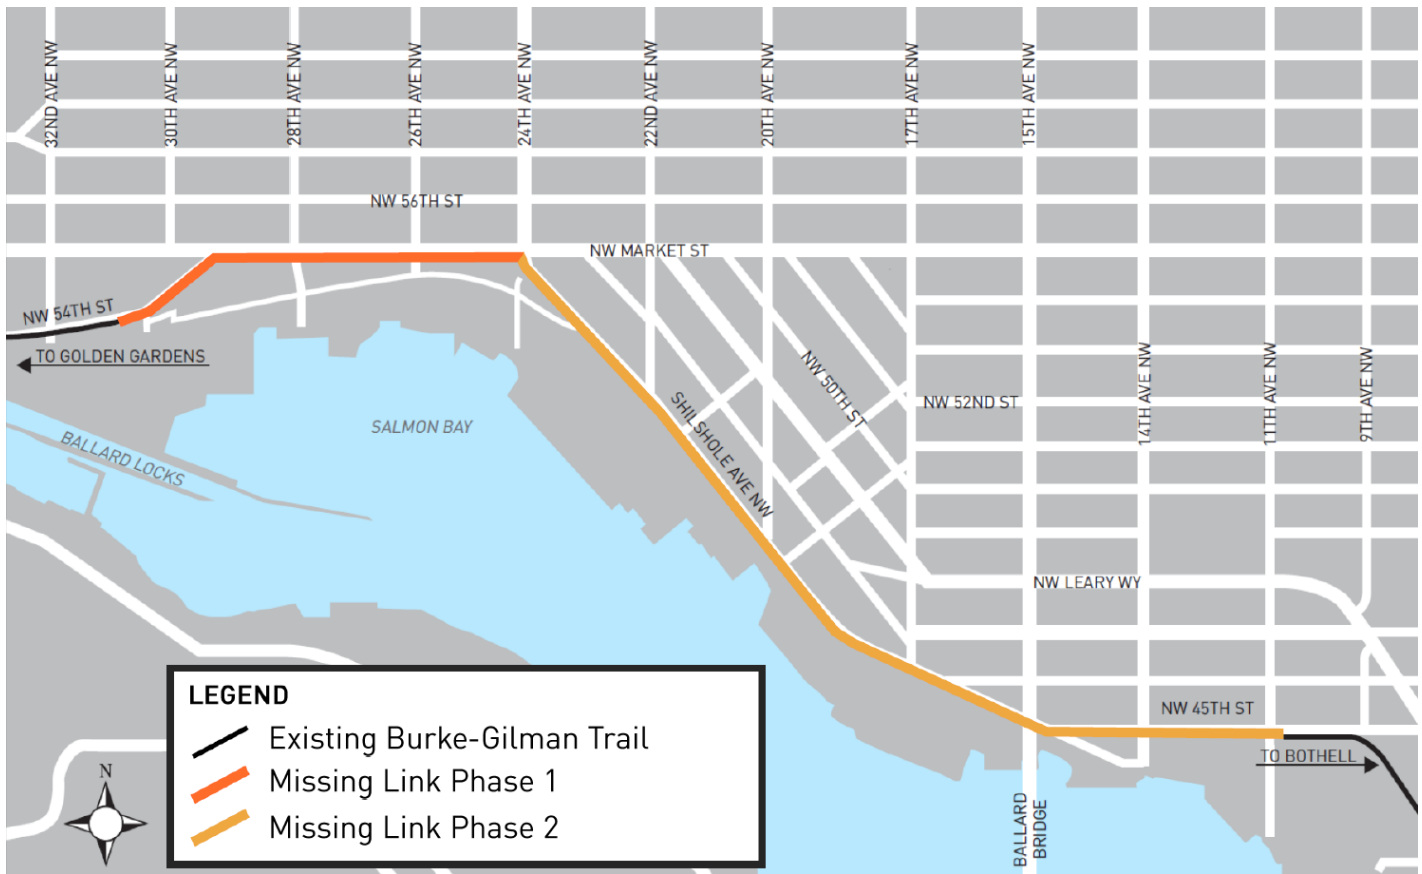 32ND AVE NW
30TH AVE NW
28TH AVE NW
26TH AVE NW
24TH AVE NW
22ND AVE NW
20TH AVE NW
17TH AVE NW
15TH AVE NW
NW 56TH ST
NW MARKET ST
NW 54TH ST
TO GOLDEN GARDENS
SALMON BAY
BALLARD LOCKS
SHILSHOLE AVE NW
NW 50TH ST
NW 52ND ST
14TH AVE NW
11TH AVE NW
9TH AVE NW
NW LEARY WY
NW 45TH ST
TO BOTHELL
BALLARD
BRIDGE
N
LEGEND
Existing Burke-Gilman Trail
Missing Link Phase 1
Missing Link Phase 2